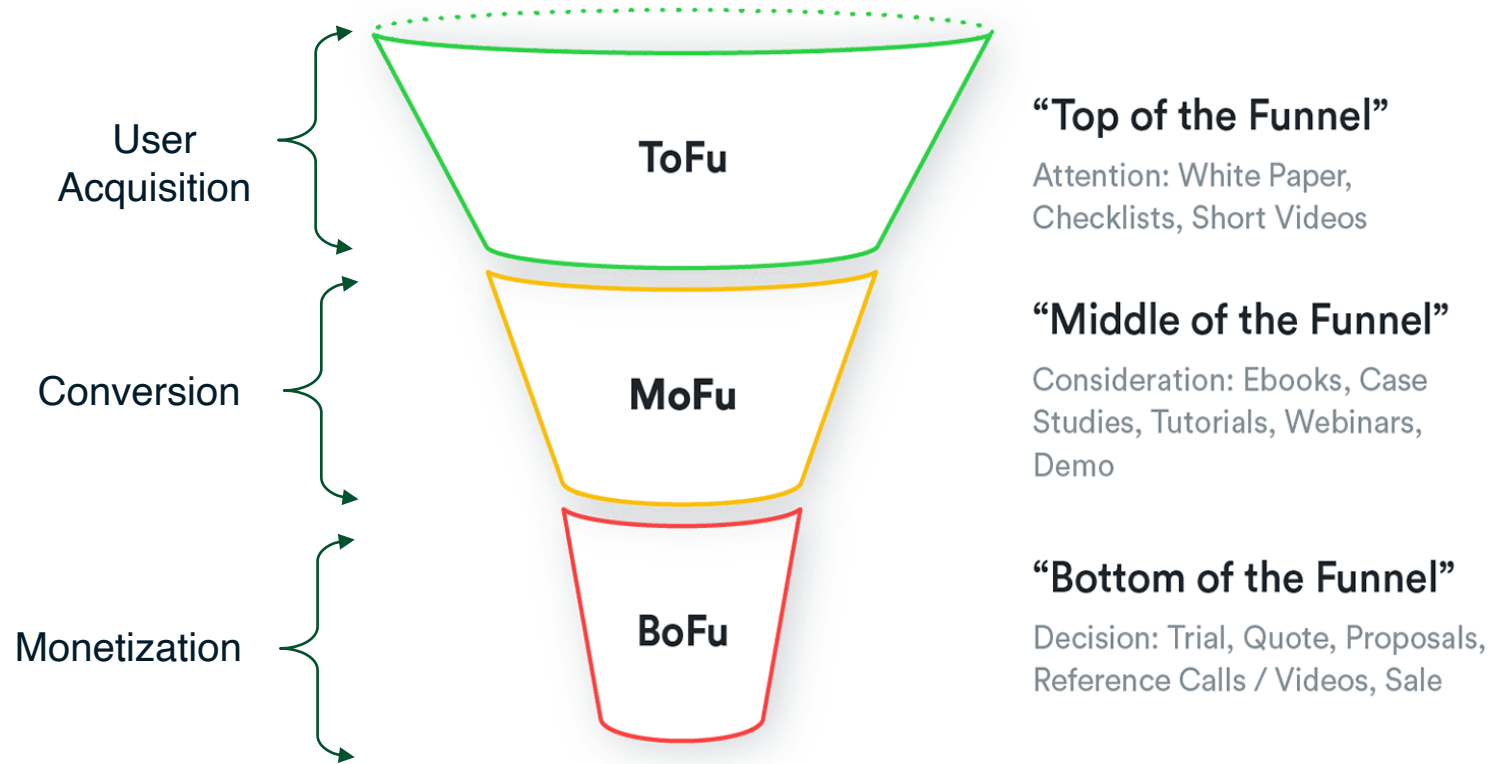 User
Acquisition
ToFu
“Top of the Funnel”
Attention: White Paper,
Checklists, Short Videos
Conversion
MoFu
“Middle of the Funnel”
Consideration: Ebooks, Case
Studies, Tutorials, Webinars,
Demo
Monetization
BoFu
“Bottom of the Funnel”
Decision: Trial, Quote, Proposals,
Reference Calls / Videos, Sale